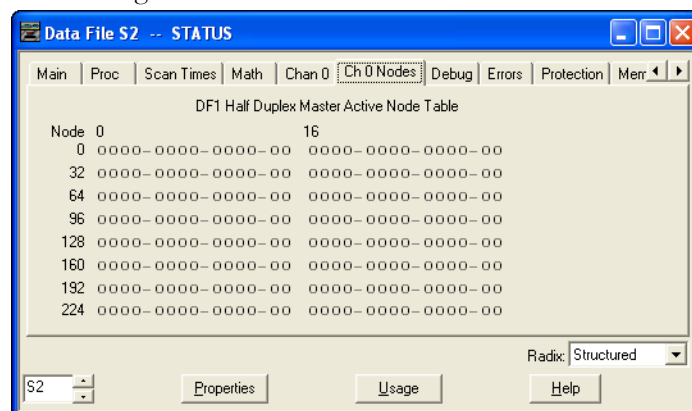 Data File S2 -- STATUS
Main Proc Scan Times Math Chan 0 Ch 0 Nodes Debug Errors Protection Mem
DF1 Half Duplex Master Active Node Table
Node 0 16
0 0000-0000-0000-00 0000-0000-0000-00
32 0000-0000-0000-00 0000-0000-0000-00
64 0000-0000-0000-00 0000-0000-0000-00
96 0000-0000-0000-00 0000-0000-0000-00
128 0000-0000-0000-00 0000-0000-0000-00
160 0000-0000-0000-00 0000-0000-0000-00
192 0000-0000-0000-00 0000-0000-0000-00
224 0000-0000-0000-00 0000-0000-0000-00
Radix: Structured
S2 Properties Usage Help